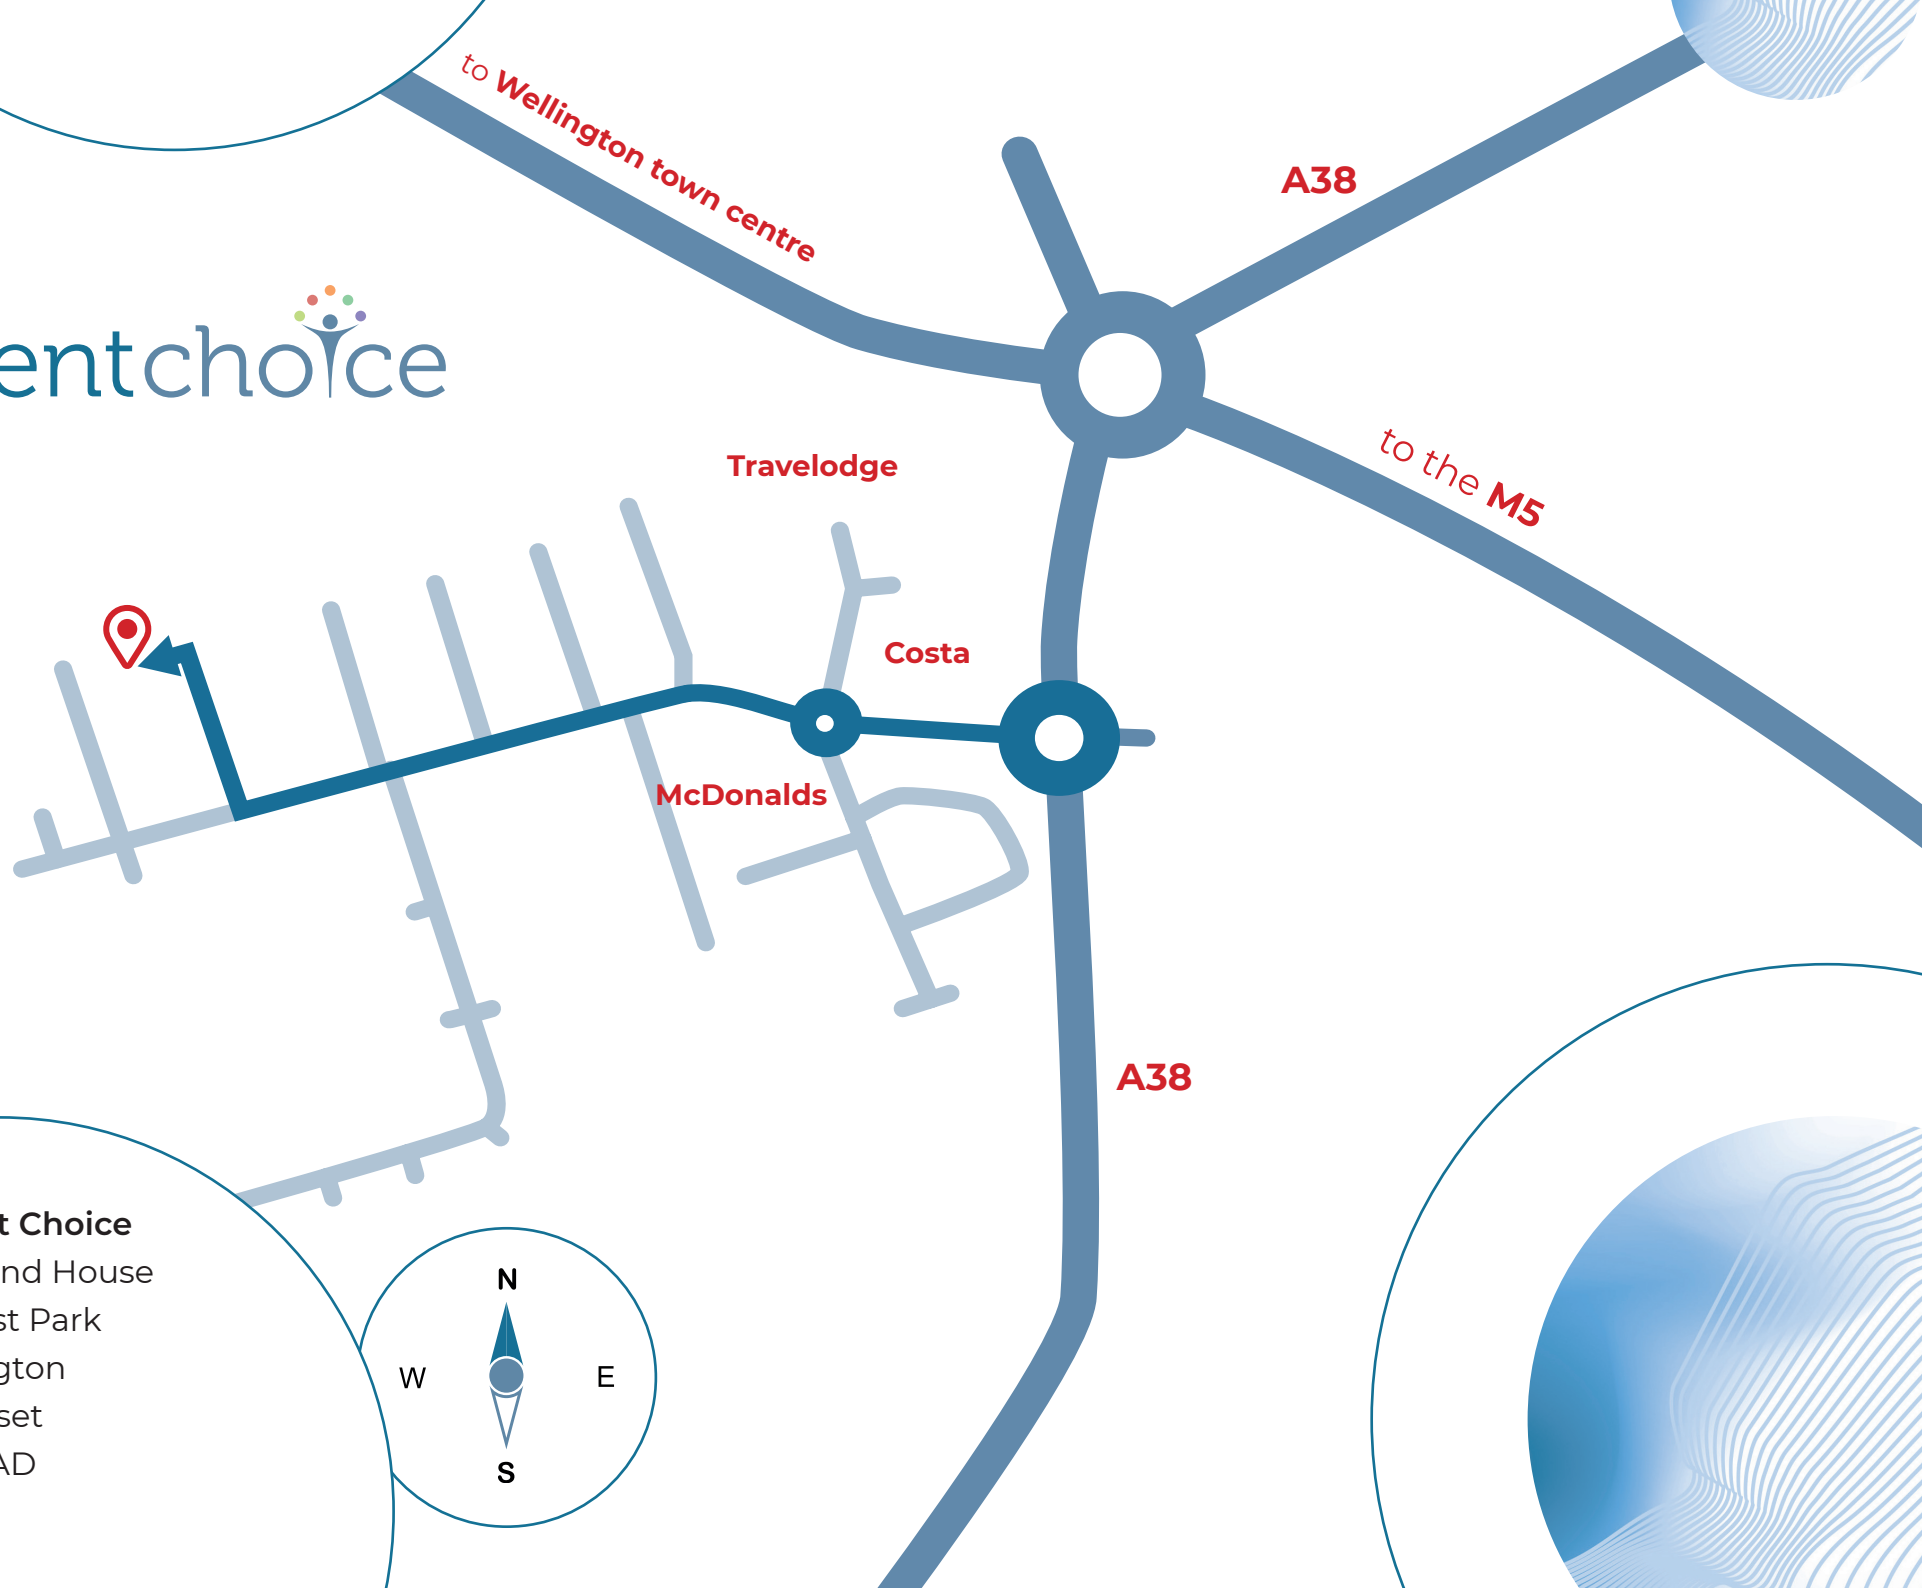 to Wellington town centre
A38
entchoice
to the M5
Travelodge
Costa
McDonalds
A38
t Choice
nd House
st Park
gton
set
AD
N
W
E
S